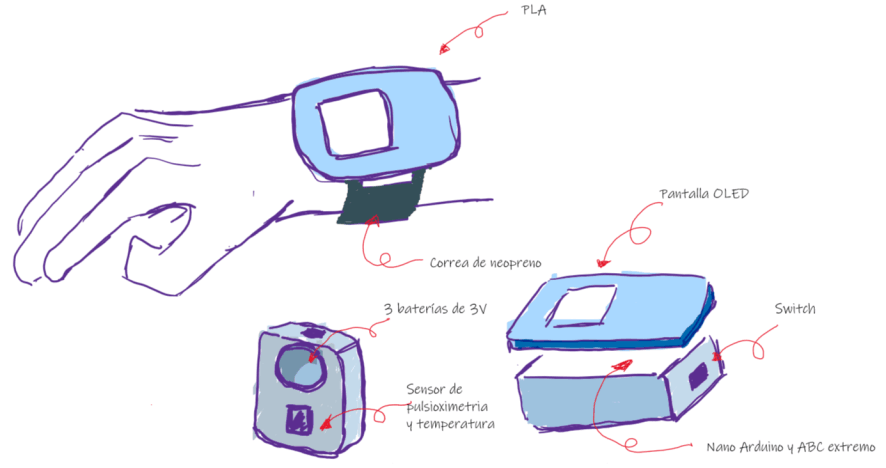 PLA
Pantalla OLED
Correa de neopreno
3 baterías de 3V
Switch
Sensor de
pulsioximetria
y temperatura
Nano Arduino y ABC extremo